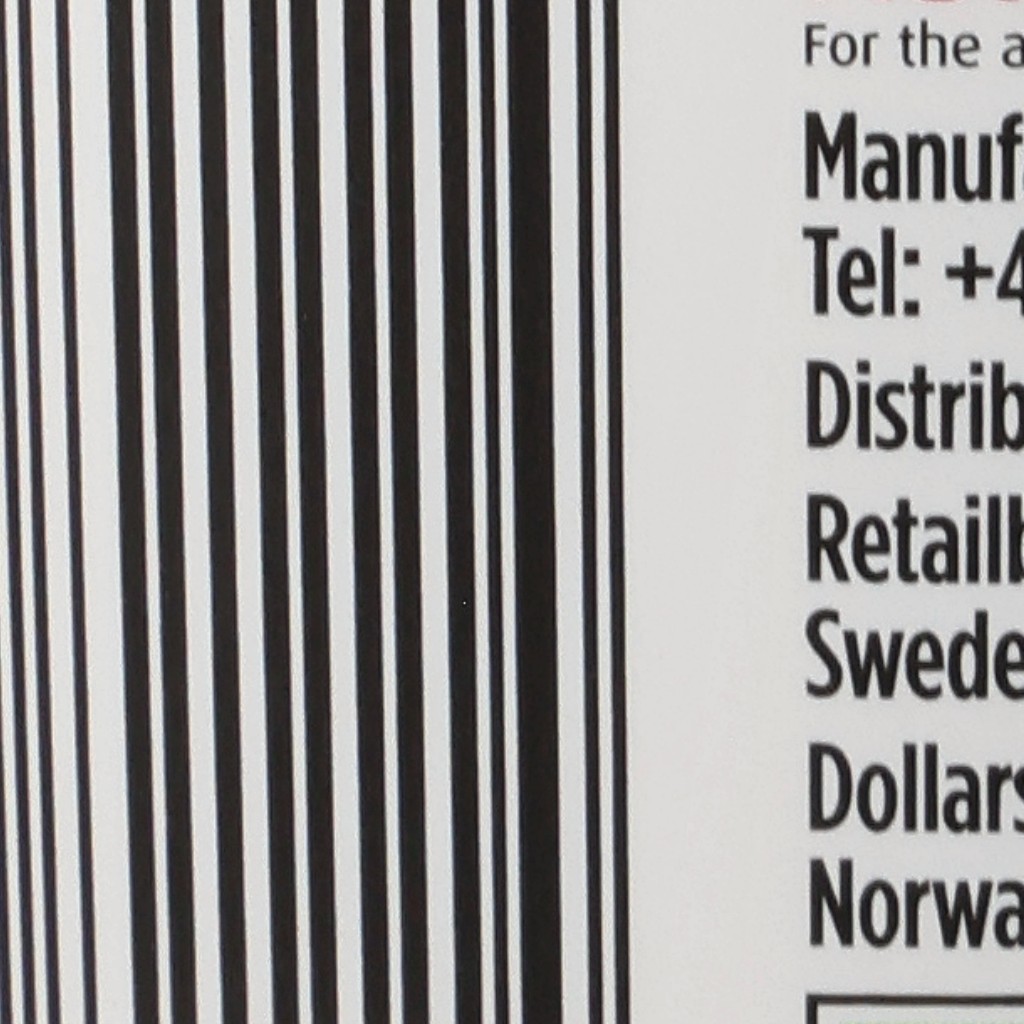 For the a
Manuf
Tel: +4
Distrib
Retailb
Swede
Dollars
Norwa